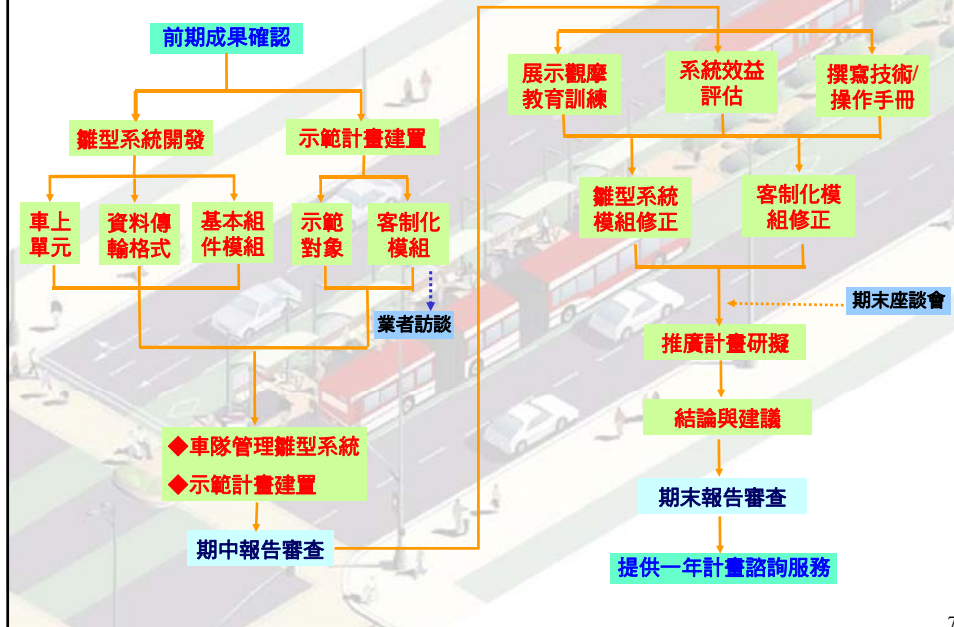 前期成果確認
雛型系統開發
示範計畫建置
車上
單元
資料傳
輸格式
基本組
件模組
示範
對象
客制化
模組
業者訪談
◆車隊管理雛型系統
◆示範計畫建置
期中報告審查
展示觀摩
教育訓練
系統效益
評估
撰寫技術/
操作手冊
雛型系統
模組修正
客制化模
組修正
期末座談會
推廣計畫研擬
結論與建議
期末報告審查
提供一年計畫諮詢服務
7